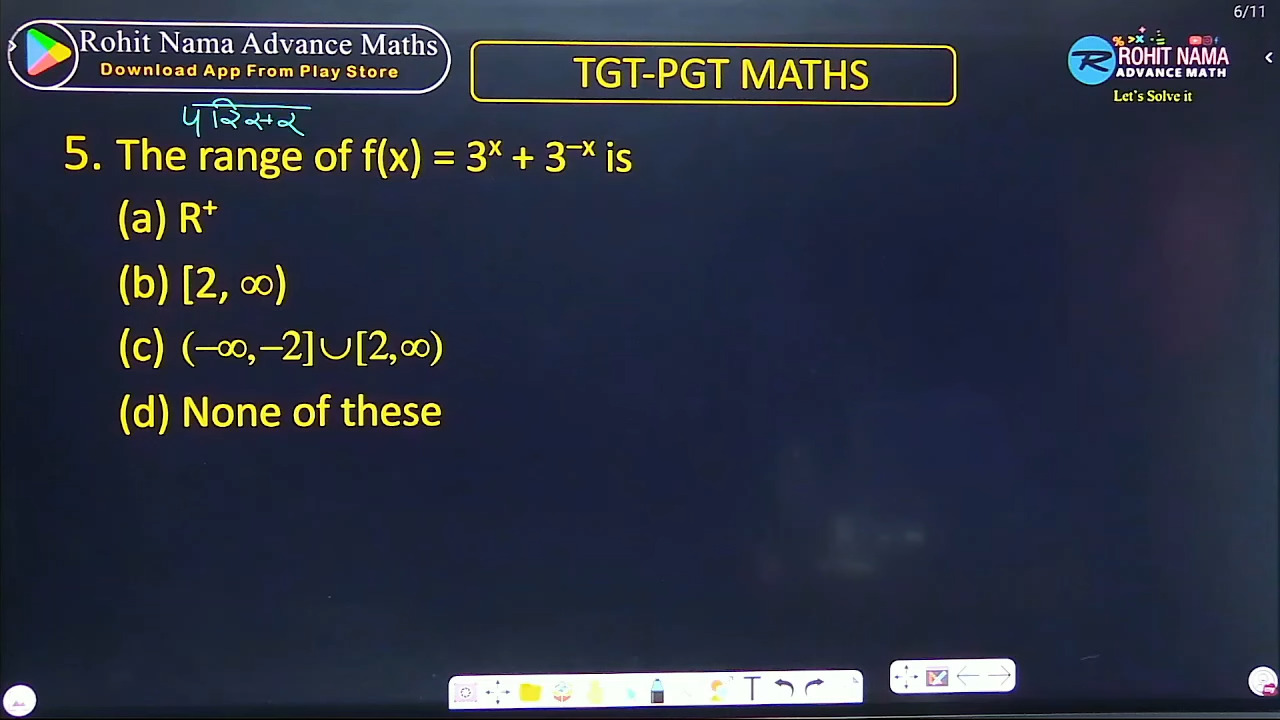 6/11
Rohit Nama Advance Maths
Download App From Play Store
TGT-PGT MATHS
ROHIT NAMA
ADVANCE MATH
Let's Solve it
परिसर
5. The range of f(x) = 3ˣ + 3⁻ˣ is
(a) R⁺
(b) [2, ∞)
(c) (−∞,−2]∪[2,∞)
(d) None of these
T